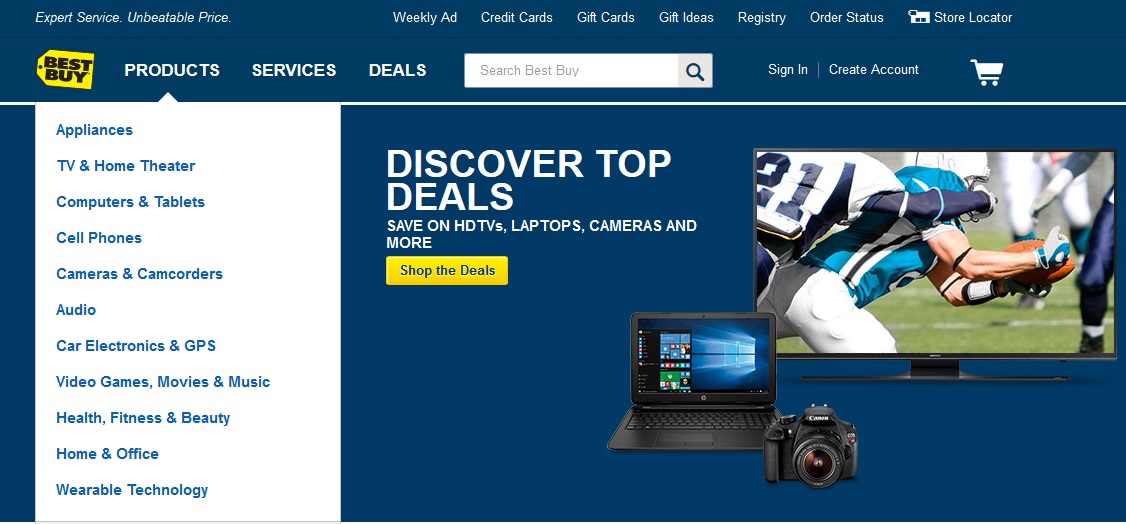 Expert Service. Unbeatable Price.
Weekly Ad
Credit Cards
Gift Cards
Gift Ideas
Registry
Order Status
Store Locator
BEST
BUY
PRODUCTS
SERVICES
DEALS
Search Best Buy
Sign In
Create Account
Appliances
TV & Home Theater
Computers & Tablets
Cell Phones
Cameras & Camcorders
Audio
Car Electronics & GPS
Video Games, Movies & Music
Health, Fitness & Beauty
Home & Office
Wearable Technology
DISCOVER TOP
DEALS
SAVE ON HDTVs, LAPTOPS, CAMERAS AND
MORE
Shop the Deals
21
hp
Canon